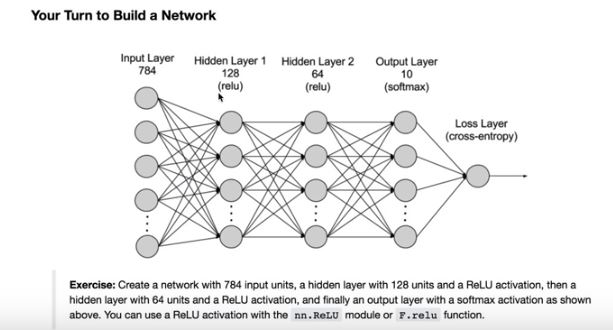 Your Turn to Build a Network
Input Layer
784
Hidden Layer 1
128
(relu)
Hidden Layer 2
64
(relu)
Output Layer
10
(softmax)
Loss Layer
(cross-entropy)
Exercise: Create a network with 784 input units, a hidden layer with 128 units and a ReLU activation, then a
hidden layer with 64 units and a ReLU activation, and finally an output layer with a softmax activation as shown
above. You can use a ReLU activation with the nn.ReLU module or F.relu function.